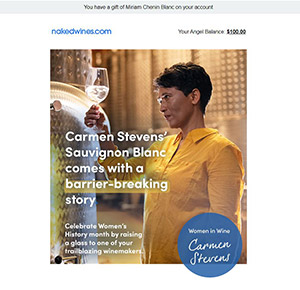 You have a gift of Miriam Chenin Blanc on your account
nakedwines.com
Your Angel Balance $100.00
Carmen Stevens'
Sauvignon Blanc
comes with a
barrier-breaking
story
Celebrate Women's
History month by raising
a glass to one of your
trailblazing winemakers.
Women in Wine
Carmen
Stevens